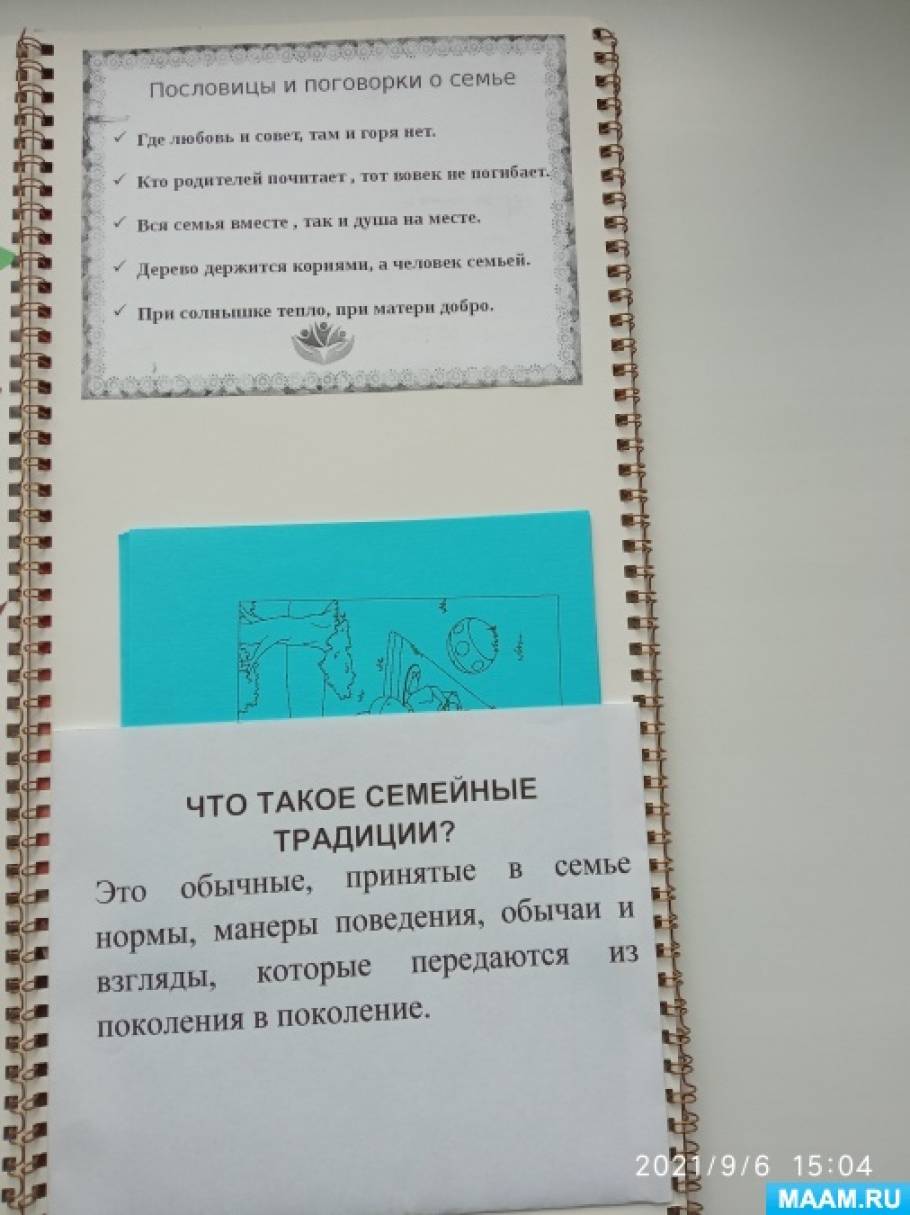 Пословицы и поговорки о семье
✓ Где любовь и совет, там и горя нет.
✓ Кто родителей почитает , тот вовек не погибает.
✓ Вся семья вместе , так и душа на месте.
✓ Дерево держится корнями, а человек семьей.
✓ При солнышке тепло, при матери добро.
ЧТО ТАКОЕ СЕМЕЙНЫЕ
ТРАДИЦИИ?
Это обычные, принятые в семье
нормы, манеры поведения, обычаи и
взгляды, которые передаются из
поколения в поколение.
2021/9/6 15:04
MAAM.RU